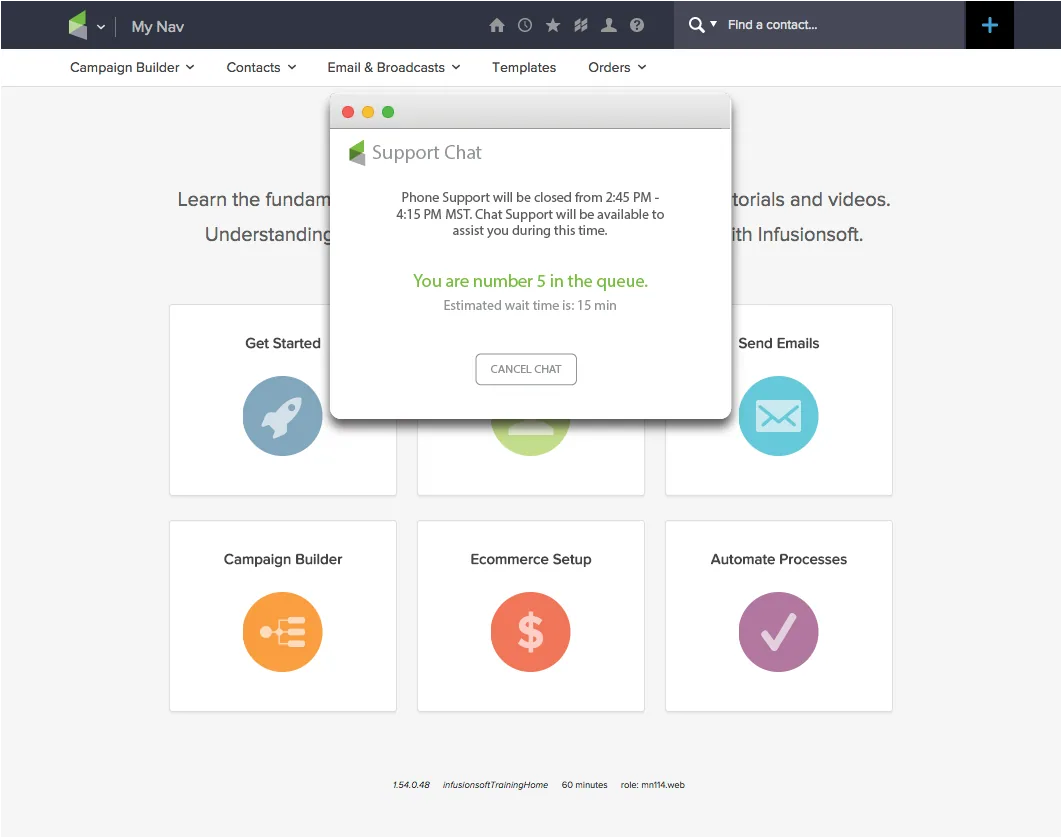 My Nav
Find a contact...
Campaign Builder
Contacts
Email & Broadcasts
Templates
Orders
Support Chat
Phone Support will be closed from 2:45 PM -
4:15 PM MST. Chat Support will be available to
assist you during this time.
You are number 5 in the queue.
Estimated wait time is: 15 min
CANCEL CHAT
Learn the fundam
torials and videos.
Understanding
ith Infusionsoft.
Get Started
Send Emails
Campaign Builder
Ecommerce Setup
Automate Processes
1.54.0.48 infusionsoftTrainingHome 60 minutes role: mn114.web